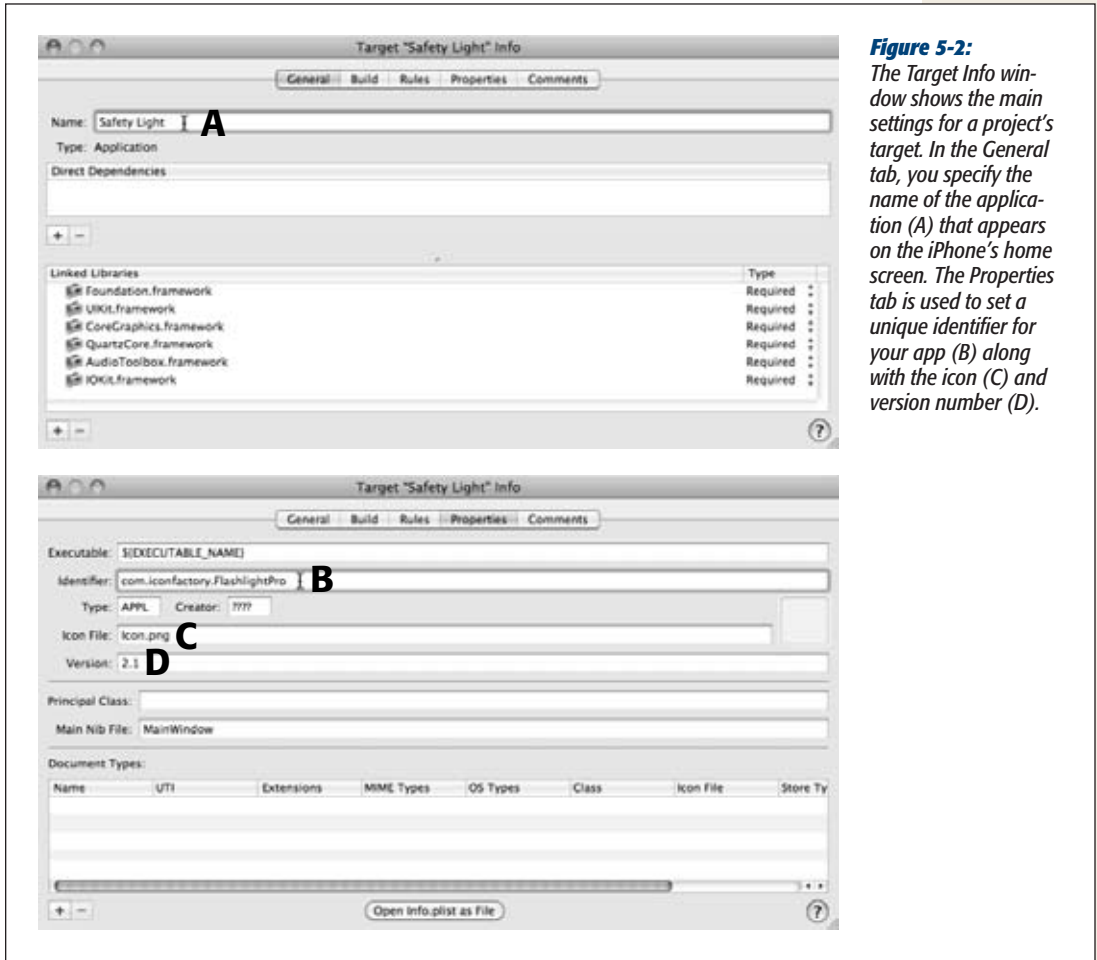 Target "Safety Light" Info
General Build Rules Properties Comments
Name: Safety Light A
Type: Application
Direct Dependencies
+ -
Linked Libraries Type
Foundation.framework Required
UIKit.framework Required
CoreGraphics.framework Required
QuartzCore.framework Required
AudioToolbox.framework Required
IOKit.framework Required
+ - ?
Target "Safety Light" Info
General Build Rules Properties Comments
Executable: ${EXECUTABLE_NAME}
Identifier: com.iconfactory.FlashlightPro B
Type: APPL Creator: ????
Icon File: Icon.png C
Version: 2.1 D
Principal Class:
Main Nib File: MainWindow
Document Types:
Name UTI Extensions MIME Types OS Types Class Icon File Store Ty
+ - Open Info.plist as File ?
Figure 5-2:
The Target Info win-
dow shows the main
settings for a project's
target. In the General
tab, you specify the
name of the applica-
tion (A) that appears
on the iPhone's home
screen. The Properties
tab is used to set a
unique identifier for
your app (B) along
with the icon (C) and
version number (D).